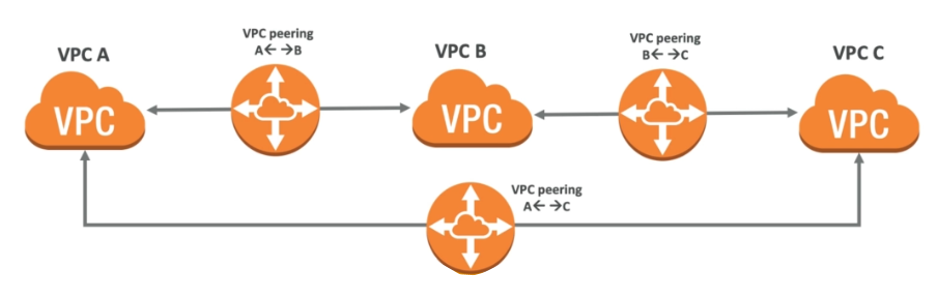 VPC A
VPC peering
A← →B
VPC B
VPC peering
B← →C
VPC C
VPC
VPC
VPC
VPC peering
A← →C